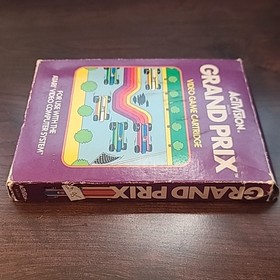 ACTIVISION
GRAND PRIX
VIDEO GAME CARTRIDGE
FOR USE WITH THE
ATARI® VIDEO COMPUTER SYSTEM™
GRAND PRIX